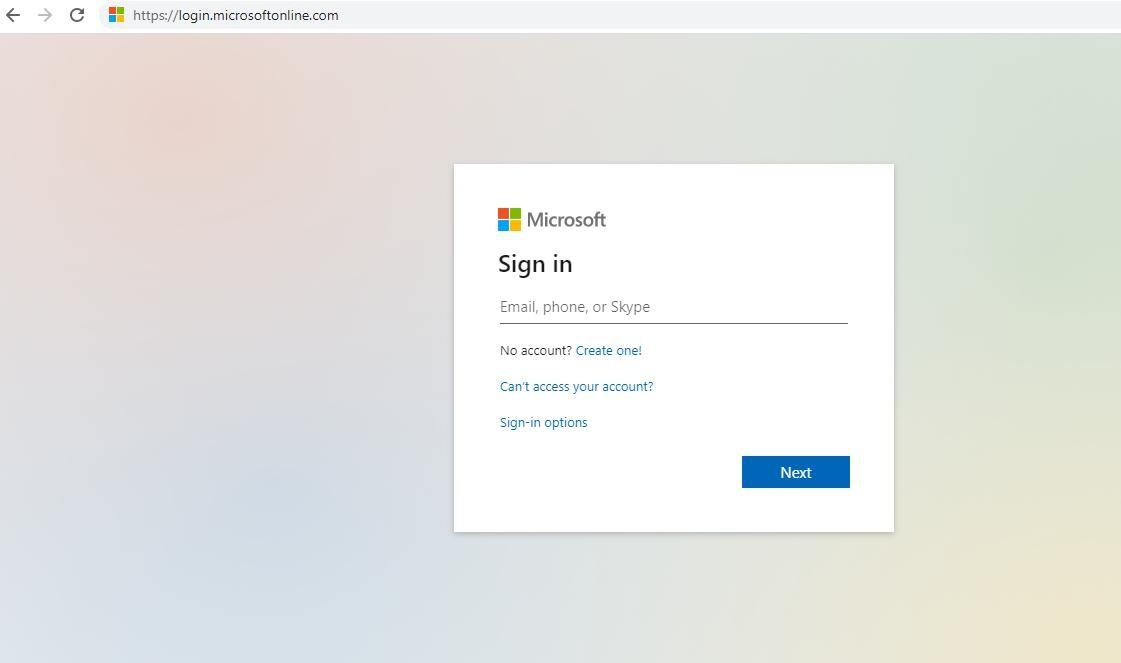 https://login.microsoftonline.com
Microsoft
Sign in
Email, phone, or Skype
No account? Create one!
Can't access your account?
Sign-in options
Next